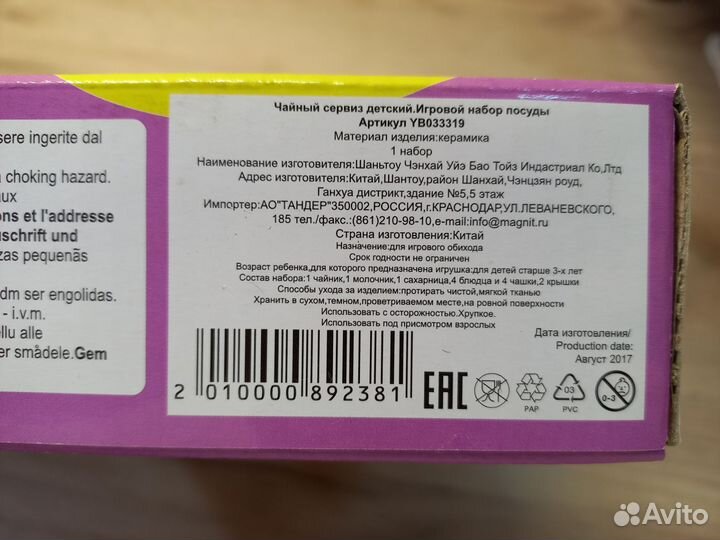 sere ingerite dal
a choking hazard.
aux
ons et l'addresse
uschrift und
zas pequenãs
dm ser engolidas.
- i.v.m.
ellu alle
er smådele.Gem
Чайный сервиз детский.Игровой набор посуды
Артикул YB033319
Материал изделия:керамика
1 набор
Наименование изготовителя:Шаньтоу Чэнхай Уйэ Бао Тойз Индастриал Ко,Лтд
Адрес изготовителя:Китай,Шантоу,район Шанхай,Чэнцзян роуд,
Ганхуа дистрикт,здание №5,5 этаж
Импортер:АО"ТАНДЕР"350002,РОССИЯ,г.КРАСНОДАР,УЛ.ЛЕВАНЕВСКОГО,
185 тел./факс.:(861)210-98-10,e-mail:info@magnit.ru
Страна изготовления:Китай
Назначение:для игрового обихода
Срок годности не ограничен
Возраст ребенка,для которого предназначена игрушка:для детей старше 3-х лет
Состав набора:1 чайник,1 молочник,1 сахарница,4 блюдца и 4 чашки,2 крышки
Способы ухода за изделием:протирать чистой,мягкой тканью
Хранить в сухом,темном,проветриваемом месте,на ровной поверхности
Использовать с осторожностью.Хрупкое.
Использовать под присмотром взрослых
Дата изготовления/
Production date:
Август 2017
2 010000 892381
EAC
PAP
03
PVC
0-3
Avito